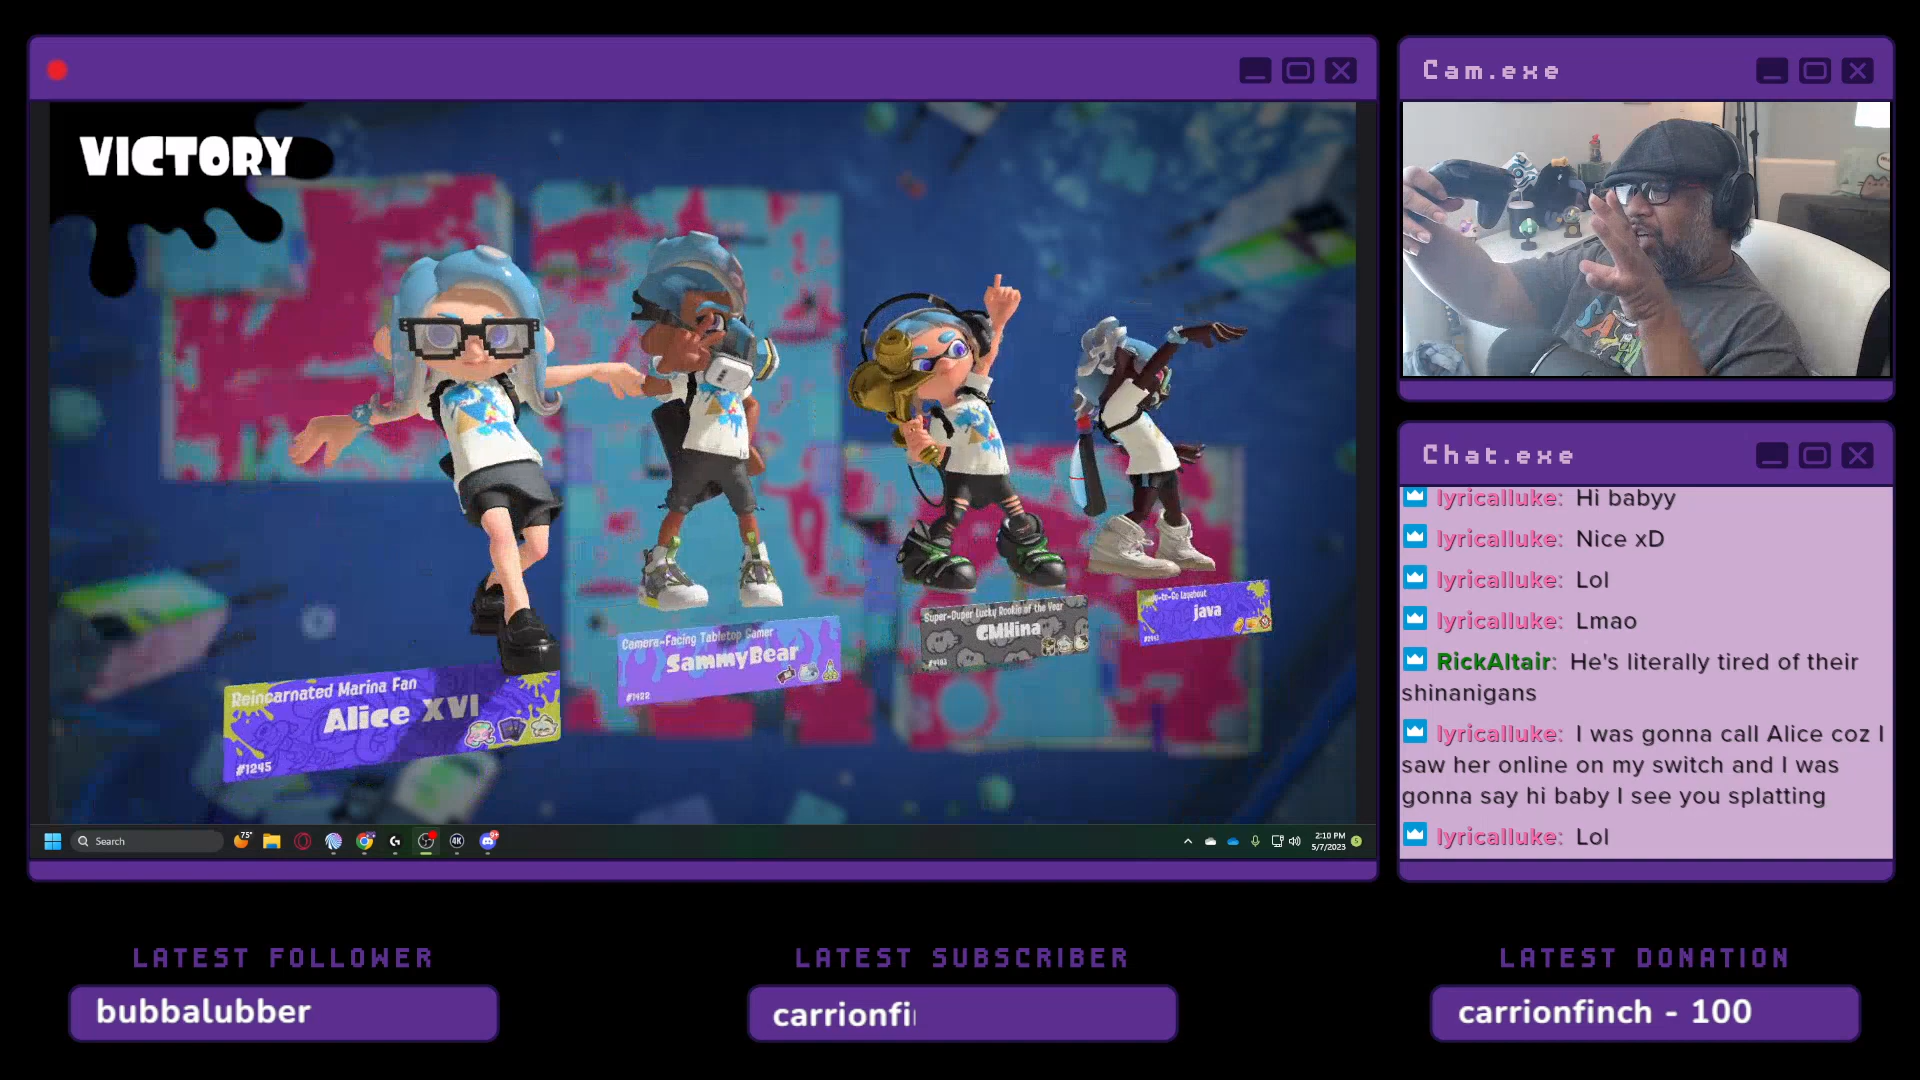 Cam.exe
VICTORY
Reincarnated Marina Fan
Alice XVI
#1245
Camera-Facing Tabletop Gamer
SammyBear
#1422
Super-Duper Lucky Rookie of the Year
CMHina
Layabout
java
Search
75°
2:10 PM
5/7/2023
Chat.exe
lyricalluke: Hi babyy
lyricalluke: Nice xD
lyricalluke: Lol
lyricalluke: Lmao
RickAltair: He's literally tired of their
shinanigans
lyricalluke: I was gonna call Alice coz I
saw her online on my switch and I was
gonna say hi baby I see you splatting
lyricalluke: Lol
LATEST FOLLOWER
bubbalubber
LATEST SUBSCRIBER
carrionfi
LATEST DONATION
carrionfinch - 100